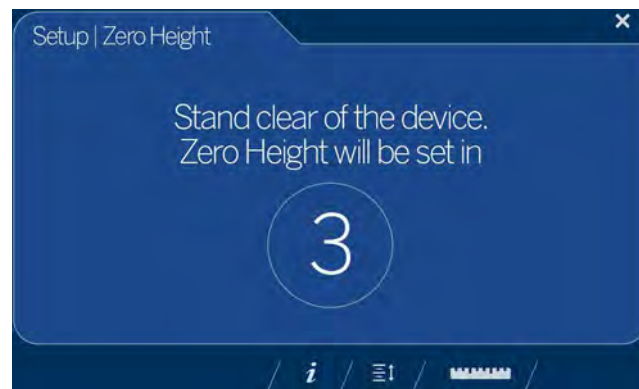 Setup | Zero Height
Stand clear of the device.
Zero Height will be set in
3
i